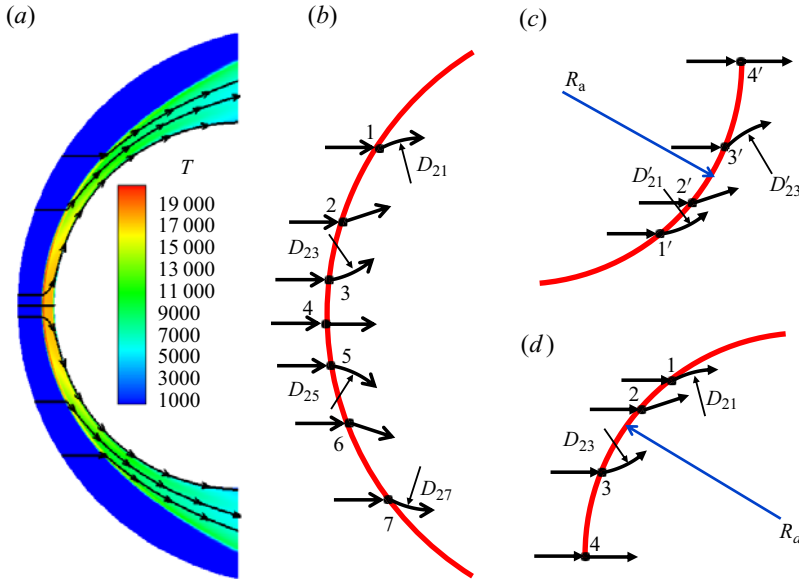 (a)
T
19 000
17 000
15 000
13 000
11 000
9000
7000
5000
3000
1000
(b)
1
D21
2
D23
3
4
5
D25
6
D27
7
(c)
4′
Ra
3′
D′21
2′
D′23
1′
(d)
1
2
D21
D23
3
Ra
4